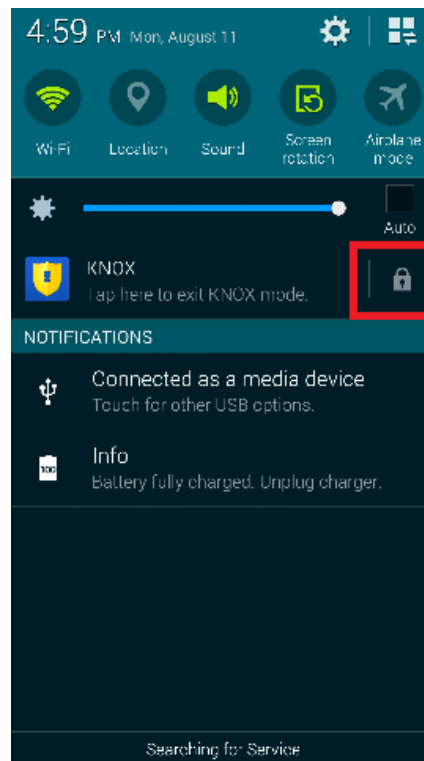 4:59 PM Mon, August 11
Wi-Fi
Location
Sound
Screen rotation
Airplane mode
Auto
KNOX
Tap here to exit KNOX mode.
NOTIFICATIONS
Connected as a media device
Touch for other USB options.
100
Info
Battery fully charged. Unplug charger.
Searching for Service